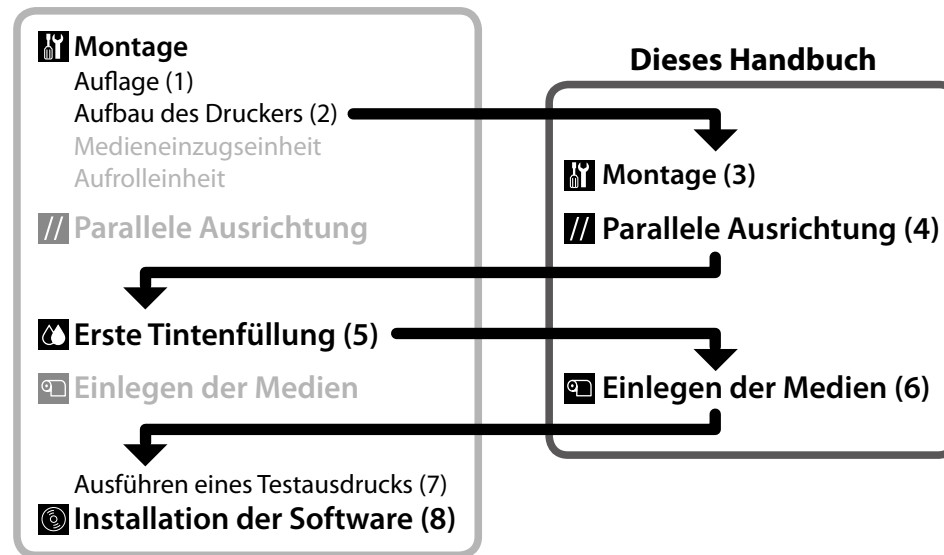 Montage
Auflage (1)
Aufbau des Druckers (2)
Medieneinzugseinheit
Aufrolleinheit
Parallele Ausrichtung
Erste Tintenfüllung (5)
Einlegen der Medien
Ausführen eines Testausdrucks (7)
Installation der Software (8)
Dieses Handbuch
Montage (3)
Parallele Ausrichtung (4)
Einlegen der Medien (6)